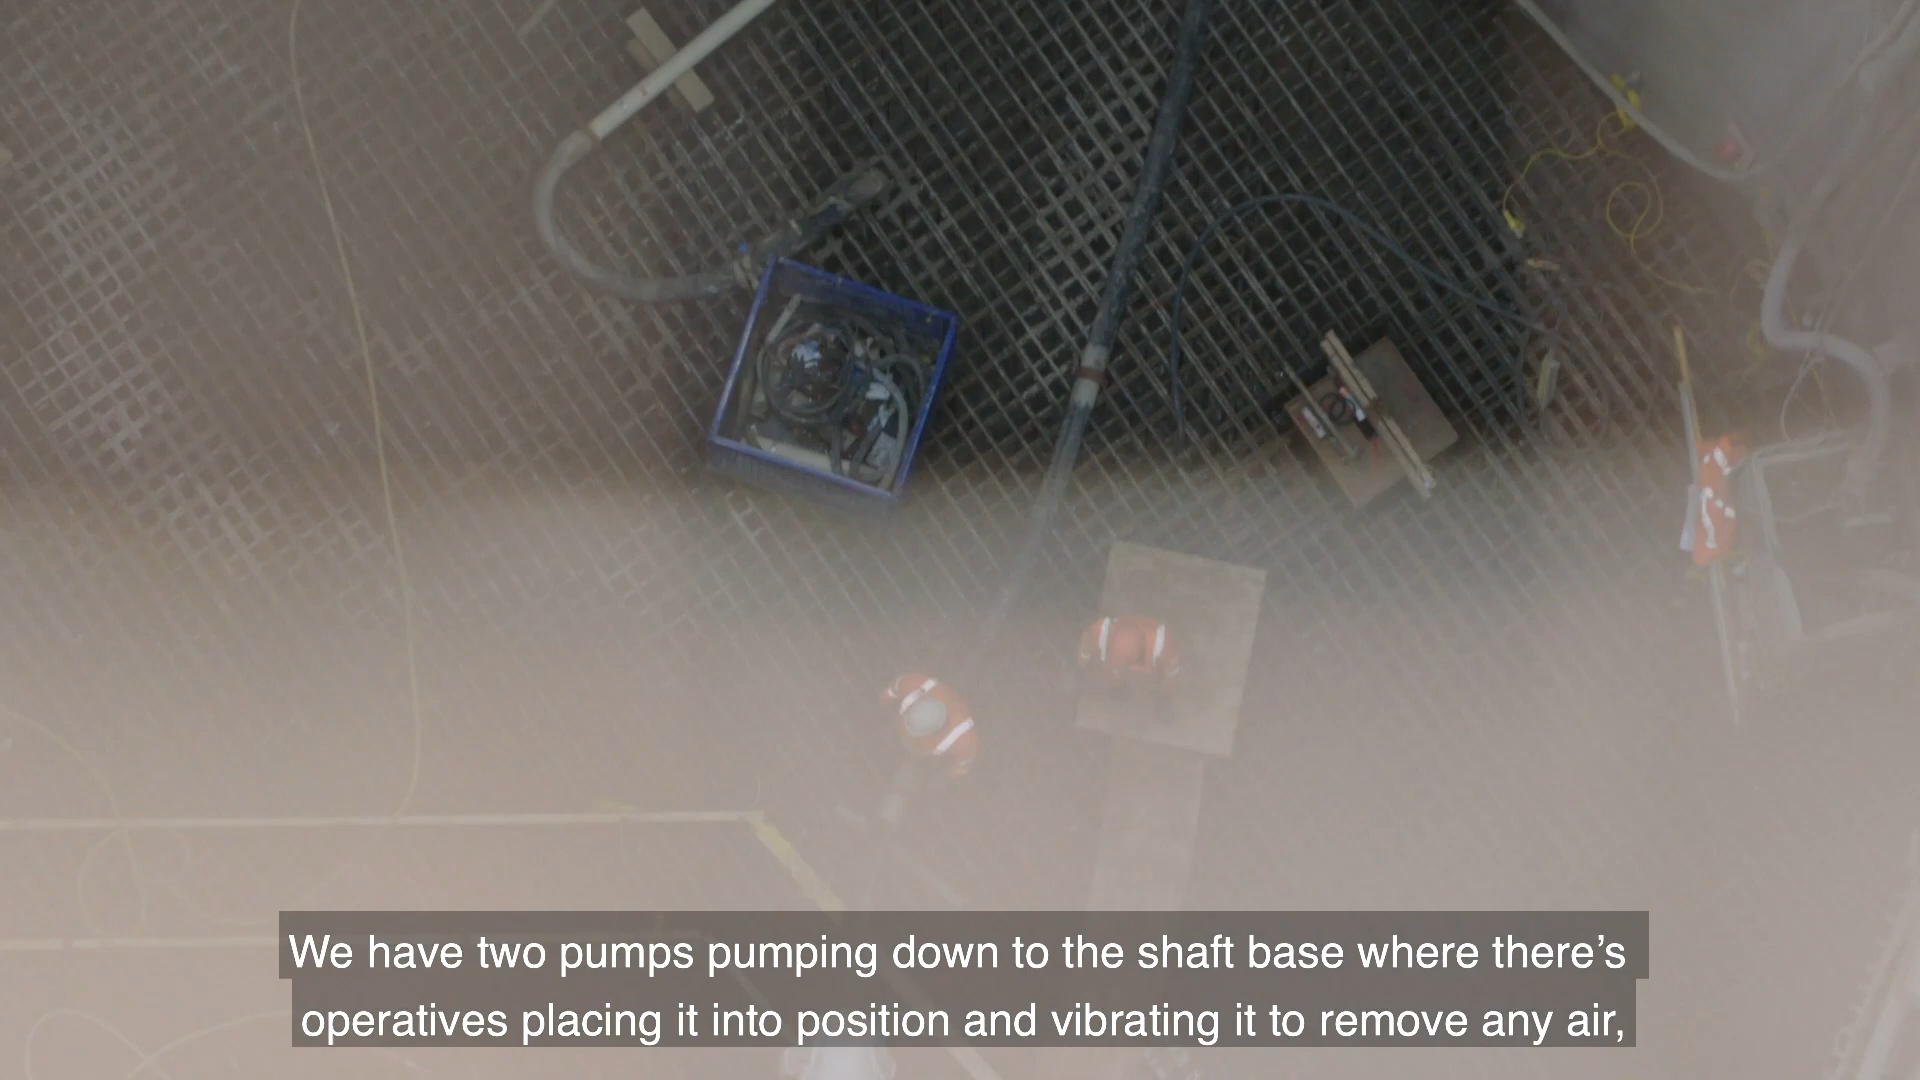 We have two pumps pumping down to the shaft base where there’s
operatives placing it into position and vibrating it to remove any air,